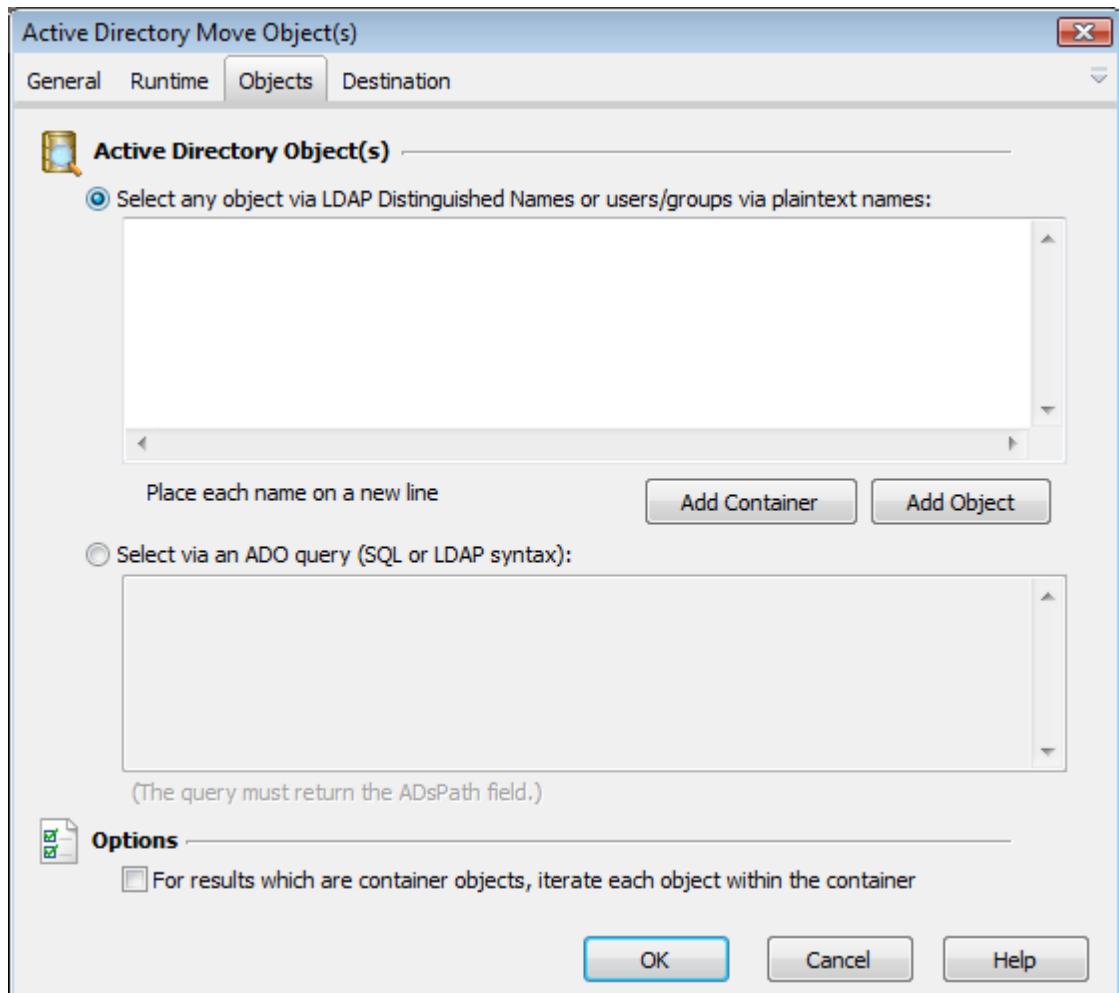 Active Directory Move Object(s)
General Runtime Objects Destination
Active Directory Object(s)
Select any object via LDAP Distinguished Names or users/groups via plaintext names:
Place each name on a new line
Add Container Add Object
Select via an ADO query (SQL or LDAP syntax):
(The query must return the ADsPath field.)
Options
For results which are container objects, iterate each object within the container
OK Cancel Help